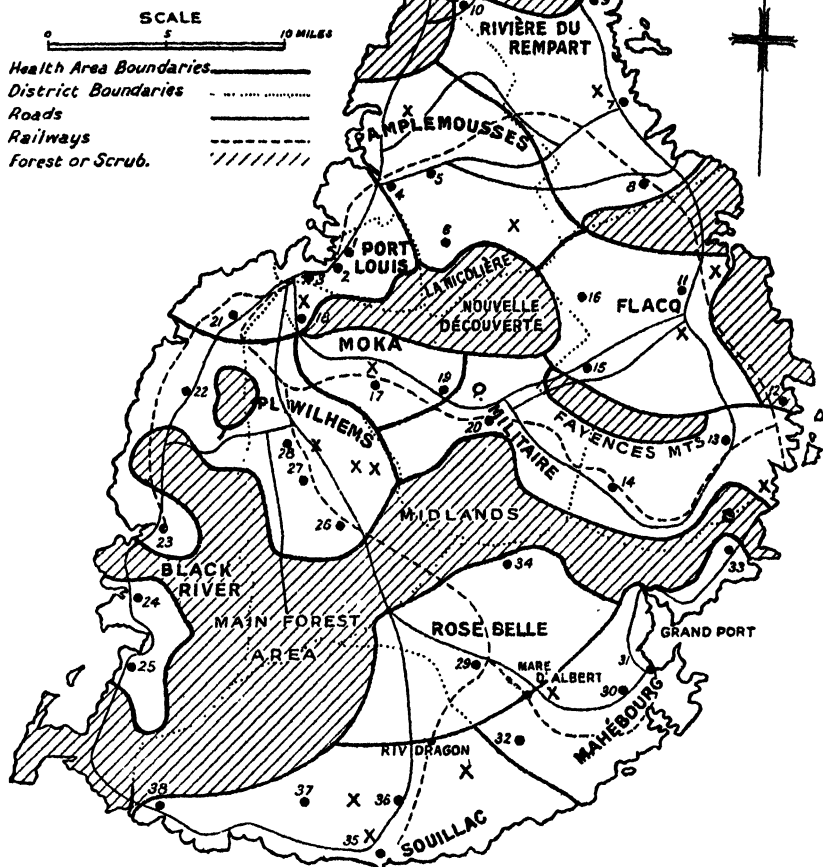 SCALE
0 5 10 MILES
Health Area Boundaries
District Boundaries
Roads
Railways
Forest or Scrub.
10
RIVIÈRE DU
REMPART
X
7
X
PAMPLEMOUSSES
5
4
8
X
6
1
PORT
LOUIS
2
3
LA NICOLIÈRE
X
11
16
FLACQ
NOUVELLE
DÉCOUVERTE
X
21
18
X
MOKA
X
15
22
17
19
12
PL. WILHEMS
Q. MILITAIRE
20
FAYENCES MTS
13
28
X
27
X X
14
X
26
MIDLANDS
23
33
34
BLACK
RIVER
24
MAIN FOREST
AREA
ROSE BELLE
GRAND PORT
25
29
MARE
D'ALBERT
X
31
30
MAHÉBOURG
32
RIV DRAGON
X
38
37
X
36
35
X
SOUILLAC